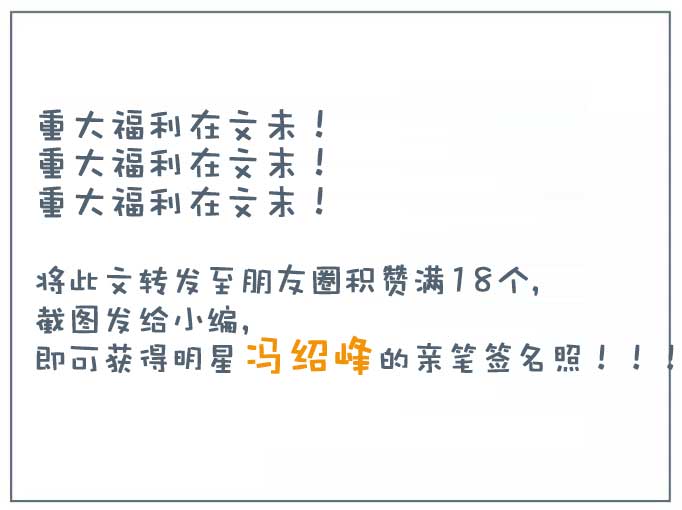 重大福利在文未！
重大福利在文末！
重大福利在文末！
将此文转发至朋友圈积赞满18个,
截图发给小编,
即可获得明星冯绍峰的亲笔签名照！！！